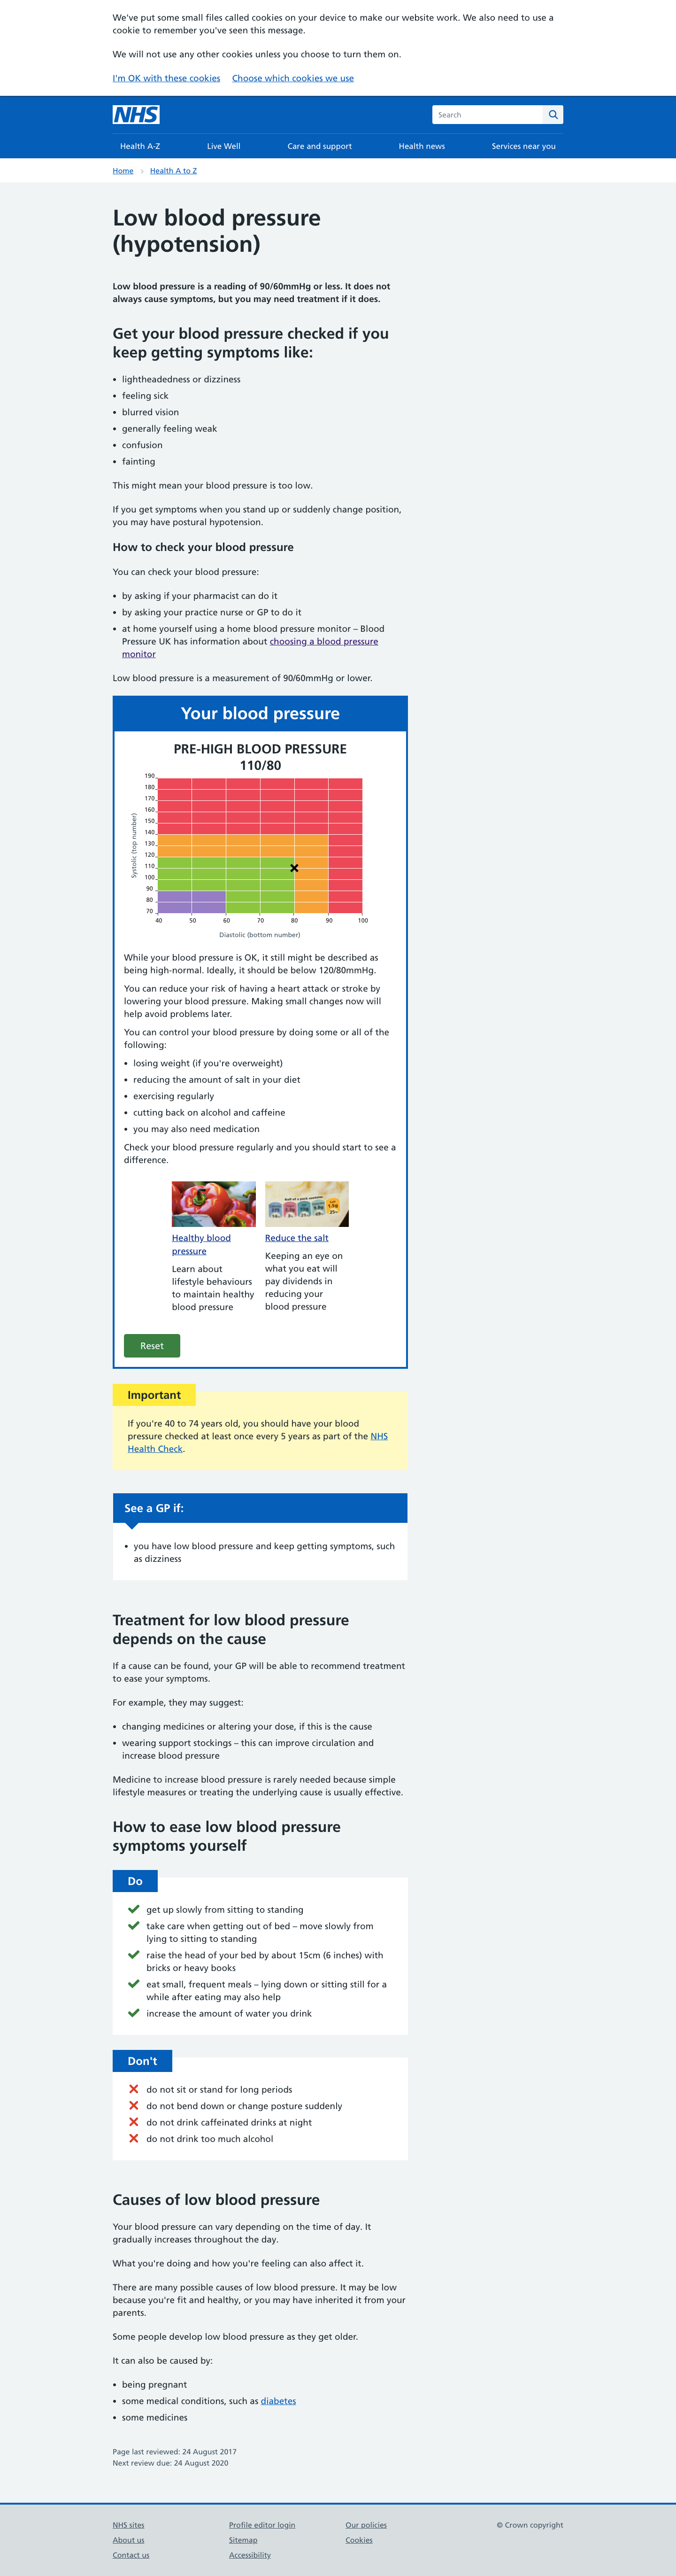 We've put some small files called cookies on your device to make our website work. We also need to use a
cookie to remember you've seen this message.
We will not use any other cookies unless you choose to turn them on.
I'm OK with these cookies Choose which cookies we use
NHS
Search
Health A-Z Live Well Care and support Health news Services near you
Home Health A to Z
Low blood pressure
(hypotension)
Low blood pressure is a reading of 90/60mmHg or less. It does not
always cause symptoms, but you may need treatment if it does.
Get your blood pressure checked if you
keep getting symptoms like:
lightheadedness or dizziness
feeling sick
blurred vision
generally feeling weak
confusion
fainting
This might mean your blood pressure is too low.
If you get symptoms when you stand up or suddenly change position,
you may have postural hypotension.
How to check your blood pressure
You can check your blood pressure:
by asking if your pharmacist can do it
by asking your practice nurse or GP to do it
at home yourself using a home blood pressure monitor – Blood
Pressure UK has information about choosing a blood pressure
monitor
Low blood pressure is a measurement of 90/60mmHg or lower.
Your blood pressure
PRE-HIGH BLOOD PRESSURE
110/80
190
180
170
160
150
140
130
120
110
100
90
80
70
Systolic (top number)
40 50 60 70 80 90 100
Diastolic (bottom number)
While your blood pressure is OK, it still might be described as
being high-normal. Ideally, it should be below 120/80mmHg.
You can reduce your risk of having a heart attack or stroke by
lowering your blood pressure. Making small changes now will
help avoid problems later.
You can control your blood pressure by doing some or all of the
following:
losing weight (if you're overweight)
reducing the amount of salt in your diet
exercising regularly
cutting back on alcohol and caffeine
you may also need medication
Check your blood pressure regularly and you should start to see a
difference.
Healthy blood
pressure
Learn about
lifestyle behaviours
to maintain healthy
blood pressure
Reduce the salt
Keeping an eye on
what you eat will
pay dividends in
reducing your
blood pressure
Reset
Important
If you're 40 to 74 years old, you should have your blood
pressure checked at least once every 5 years as part of the NHS
Health Check.
See a GP if:
you have low blood pressure and keep getting symptoms, such
as dizziness
Treatment for low blood pressure
depends on the cause
If a cause can be found, your GP will be able to recommend treatment
to ease your symptoms.
For example, they may suggest:
changing medicines or altering your dose, if this is the cause
wearing support stockings – this can improve circulation and
increase blood pressure
Medicine to increase blood pressure is rarely needed because simple
lifestyle measures or treating the underlying cause is usually effective.
How to ease low blood pressure
symptoms yourself
Do
get up slowly from sitting to standing
take care when getting out of bed – move slowly from
lying to sitting to standing
raise the head of your bed by about 15cm (6 inches) with
bricks or heavy books
eat small, frequent meals – lying down or sitting still for a
while after eating may also help
increase the amount of water you drink
Don't
do not sit or stand for long periods
do not bend down or change posture suddenly
do not drink caffeinated drinks at night
do not drink too much alcohol
Causes of low blood pressure
Your blood pressure can vary depending on the time of day. It
gradually increases throughout the day.
What you're doing and how you're feeling can also affect it.
There are many possible causes of low blood pressure. It may be low
because you're fit and healthy, or you may have inherited it from your
parents.
Some people develop low blood pressure as they get older.
It can also be caused by:
being pregnant
some medical conditions, such as diabetes
some medicines
Page last reviewed: 24 August 2017
Next review due: 24 August 2020
NHS sites Profile editor login Our policies © Crown copyright
About us Sitemap Cookies
Contact us Accessibility